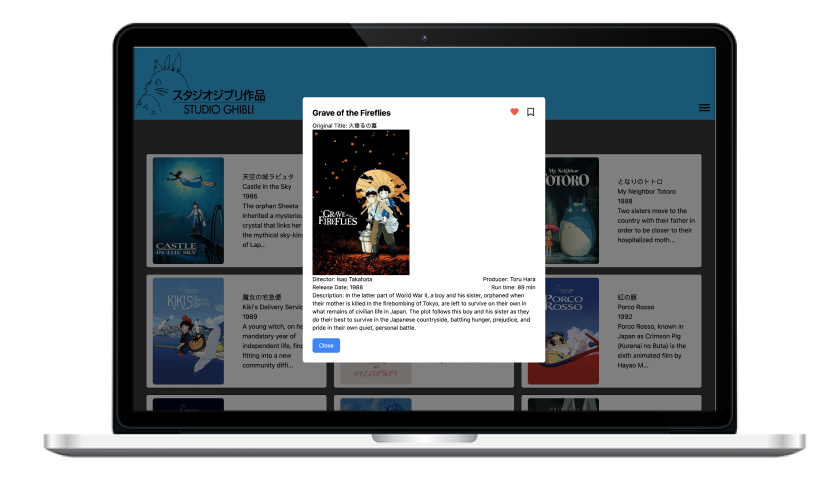 スタジオジブリ作品
STUDIO GHIBLI
Grave of the Fireflies
Original Title: 火垂るの墓
GRAVE OF THE
FIREFLIES
Director: Isao Takahata
Producer: Toru Hara
Release Date: 1988
Run time: 89 min
Description: In the latter part of World War II, a boy and his sister, orphaned when
their mother is killed in the firebombing of Tokyo, are left to survive on their own in
what remains of civilian life in Japan. The plot follows this boy and his sister as they
do their best to survive in the Japanese countryside, battling hunger, prejudice, and
pride in their own quiet, personal battle.
Close
CASTLE
IN THE SKY
天空の城ラピュタ
Castle in the Sky
1986
The orphan Sheeta
inherited a mysteriou
crystal that links her
the mythical sky-kin
of Lap...
My Neighbor
TOTORO
となりのトトロ
My Neighbor Totoro
1988
Two sisters move to the
country with their father in
order to be closer to their
hospitalized moth...
KIKI'S
魔女の宅急便
Kiki's Delivery Servic
1989
A young witch, on he
mandatory year of
independent life, find
fitting into a new
community diffi...
PORCO
ROSSO
紅の豚
Porco Rosso
1992
Porco Rosso, known in
Japan as Crimson Pig
(Kurenai no Buta) is the
sixth animated film by
Hayao M...